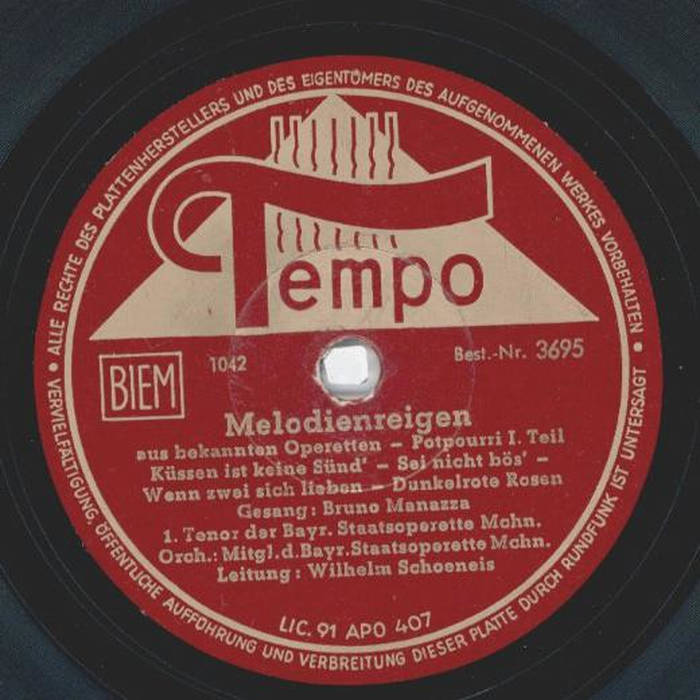 • ALLE RECHTE DES PLATTENHERSTELLERS UND DES EIGENTÜMERS DES AUFGENOMMENEN WERKES VORBEHALTEN •
Tempo
BIEM
1042
Best.-Nr. 3695
Melodienreigen
aus bekannten Operetten – Potpourri I. Teil
Küssen ist keine Sünd' – Sei nicht bös' –
Wenn zwei sich lieben – Dunkelrote Rosen
Gesang: Bruno Manazza
1. Tenor der Bayr. Staatsoperette Mchn.
Orch.: Mitgl. d. Bayr. Staatsoperette Mchn.
Leitung: Wilhelm Schoeneis
LIC. 91 APO 407
VERVIELFÄLTIGUNG, ÖFFENTLICHE AUFFÜHRUNG UND VERBREITUNG DIESER PLATTE DURCH RUNDFUNK IST UNTERSAGT